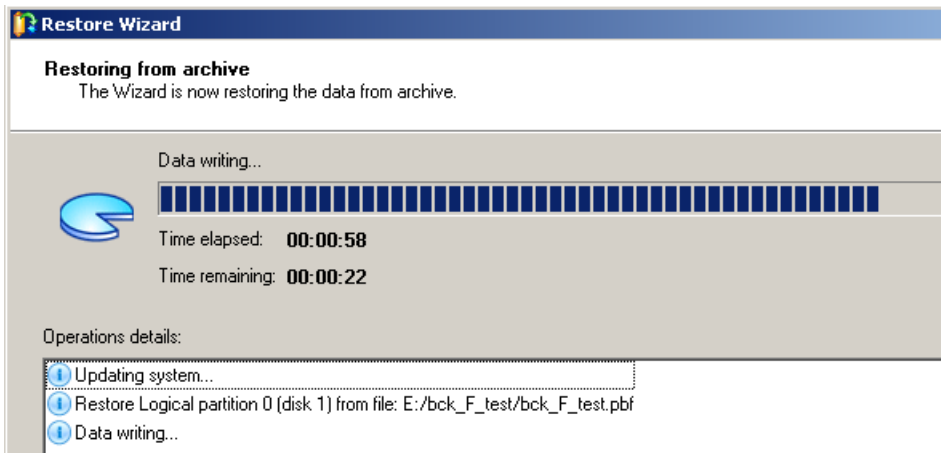 Restore Wizard
Restoring from archive
The Wizard is now restoring the data from archive.
Data writing...
Time elapsed: 00:00:58
Time remaining: 00:00:22
Operations details:
Updating system...
Restore Logical partition 0 (disk 1) from file: E:/bck_F_test/bck_F_test.pbf
Data writing...